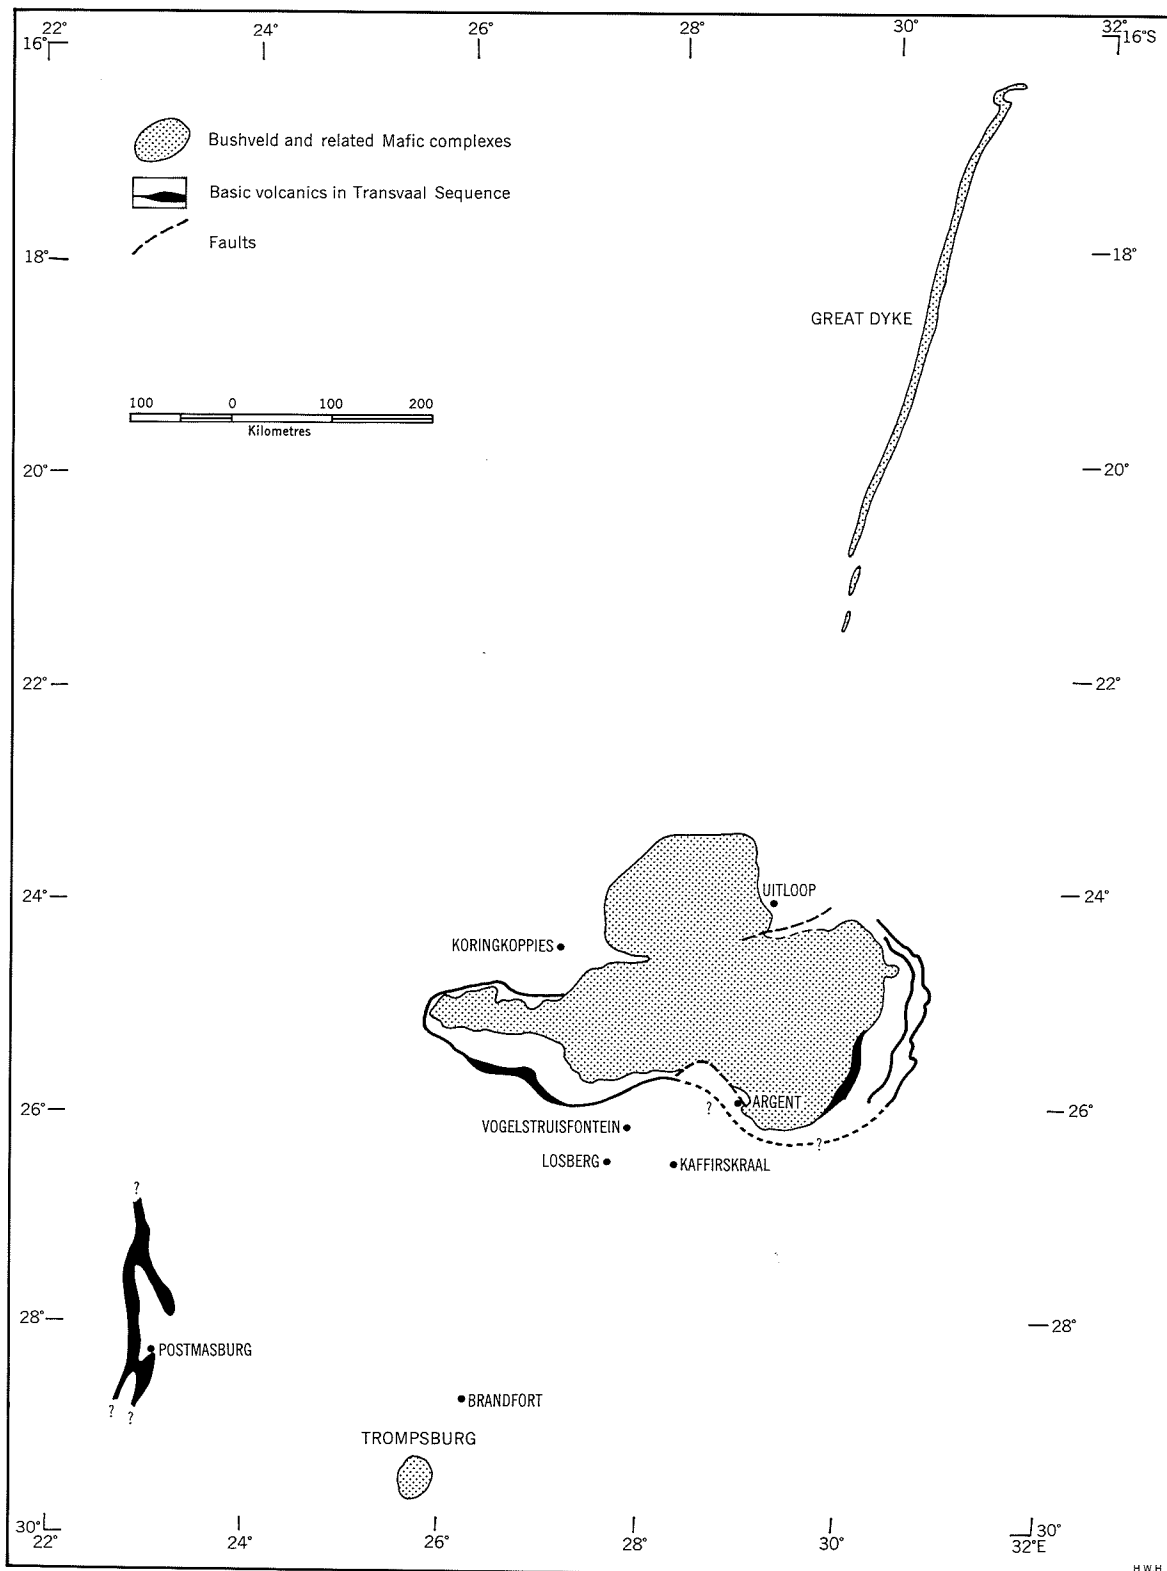 22° 24° 26° 28° 30° 32°
16° 16°S
Bushveld and related Mafic complexes
Basic volcanics in Transvaal Sequence
Faults
18° 18°
GREAT DYKE
100 0 100 200
Kilometres
20° 20°
22° 22°
24° UITLOOP 24°
KORINGKOPPIES
26° ? ARGENT 26°
VOGELSTRUISFONTEIN ?
LOSBERG KAFFIRSKRAAL
?
28° 28°
POSTMASBURG
? ? BRANDFORT
TROMPSBURG
30° 30°
22° 24° 26° 28° 30° 32°E
H W H